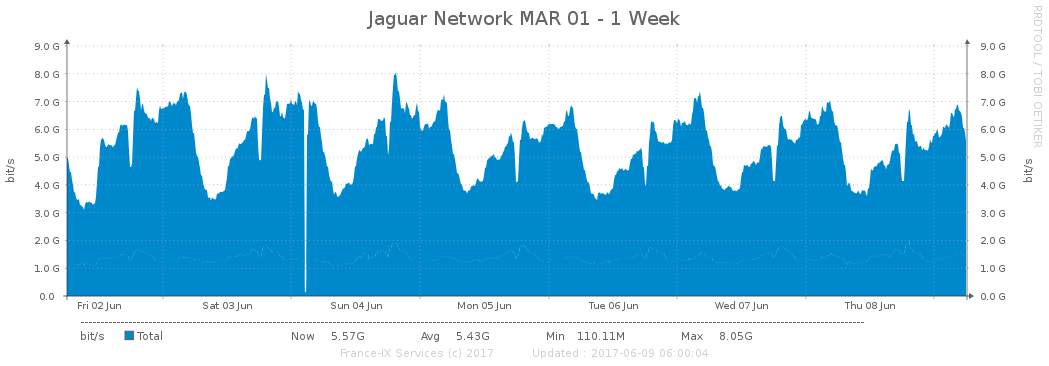 Jaguar Network MAR 01 - 1 Week
RRDTOOL / TOBI OETIKER
bit/s
9.0 G 9.0 G
8.0 G 8.0 G
7.0 G 7.0 G
6.0 G 6.0 G
5.0 G 5.0 G
4.0 G 4.0 G
3.0 G 3.0 G
2.0 G 2.0 G
1.0 G 1.0 G
0.0 0.0 G
bit/s
Fri 02 Jun Sat 03 Jun Sun 04 Jun Mon 05 Jun Tue 06 Jun Wed 07 Jun Thu 08 Jun
bit/s Total Now 5.57G Avg 5.43G Min 110.11M Max 8.05G
France-IX Services (c) 2017 Updated : 2017-06-09 06:00:04